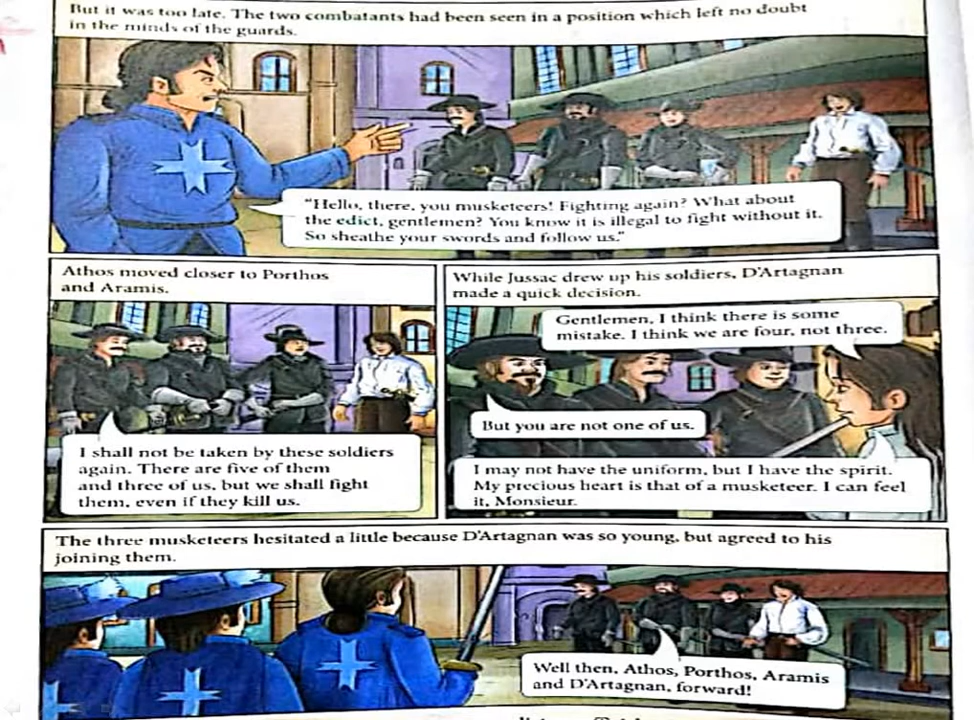 But it was too late. The two combatants had been seen in a position which left no doubt
in the minds of the guards.
"Hello, there, you musketeers! Fighting again? What about
the edict, gentlemen? You know it is illegal to fight without it.
So sheathe your swords and follow us."
Athos moved closer to Porthos
and Aramis.
I shall not be taken by these soldiers
again. There are five of them
and three of us, but we shall fight
them, even if they kill us.
While Jussac drew up his soldiers, D'Artagnan
made a quick decision.
Gentlemen, I think there is some
mistake. I think we are four, not three.
But you are not one of us.
I may not have the uniform, but I have the spirit.
My precious heart is that of a musketeer. I can feel
it, Monsieur.
The three musketeers hesitated a little because D'Artagnan was so young, but agreed to his
joining them.
Well then, Athos, Porthos, Aramis
and D'Artagnan, forward!